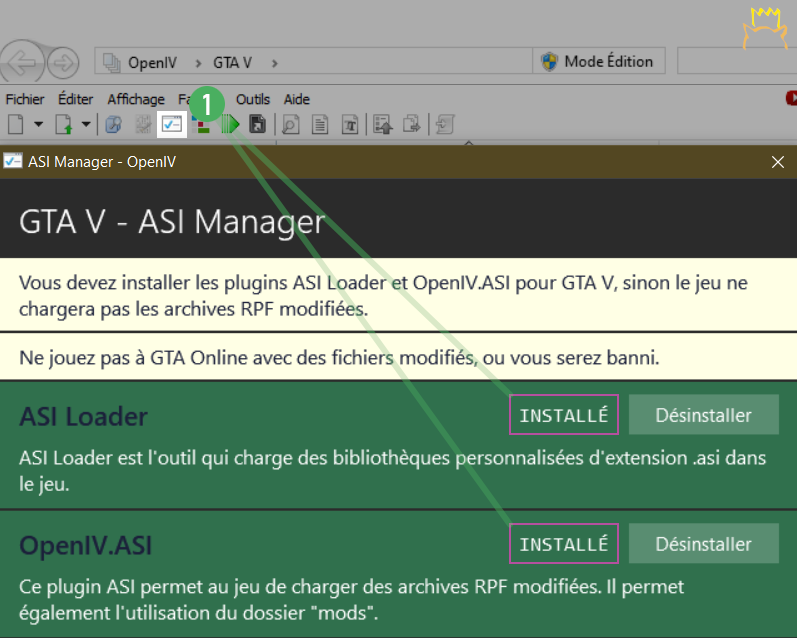 OpenIV > GTA V >
Mode Édition
Fichier Éditer Affichage Outils Aide
1
ASI Manager - OpenIV
GTA V - ASI Manager
Vous devez installer les plugins ASI Loader et OpenIV.ASI pour GTA V, sinon le jeu ne
chargera pas les archives RPF modifiées.
Ne jouez pas à GTA Online avec des fichiers modifiés, ou vous serez banni.
ASI Loader
INSTALLÉ
Désinstaller
ASI Loader est l'outil qui charge des bibliothèques personnalisées d'extension .asi dans
le jeu.
OpenIV.ASI
INSTALLÉ
Désinstaller
Ce plugin ASI permet au jeu de charger des archives RPF modifiées. Il permet
également l'utilisation du dossier "mods".